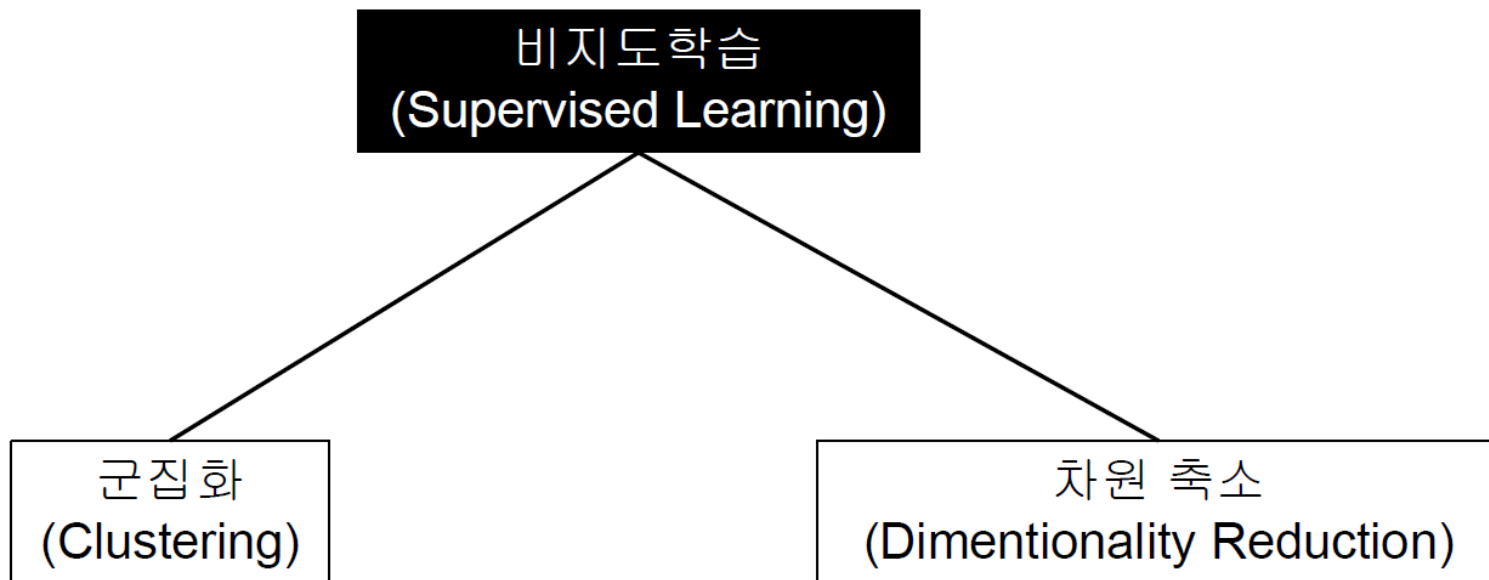 비지도학습
(Supervised Learning)
군집화
(Clustering)
차원 축소
(Dimentionality Reduction)